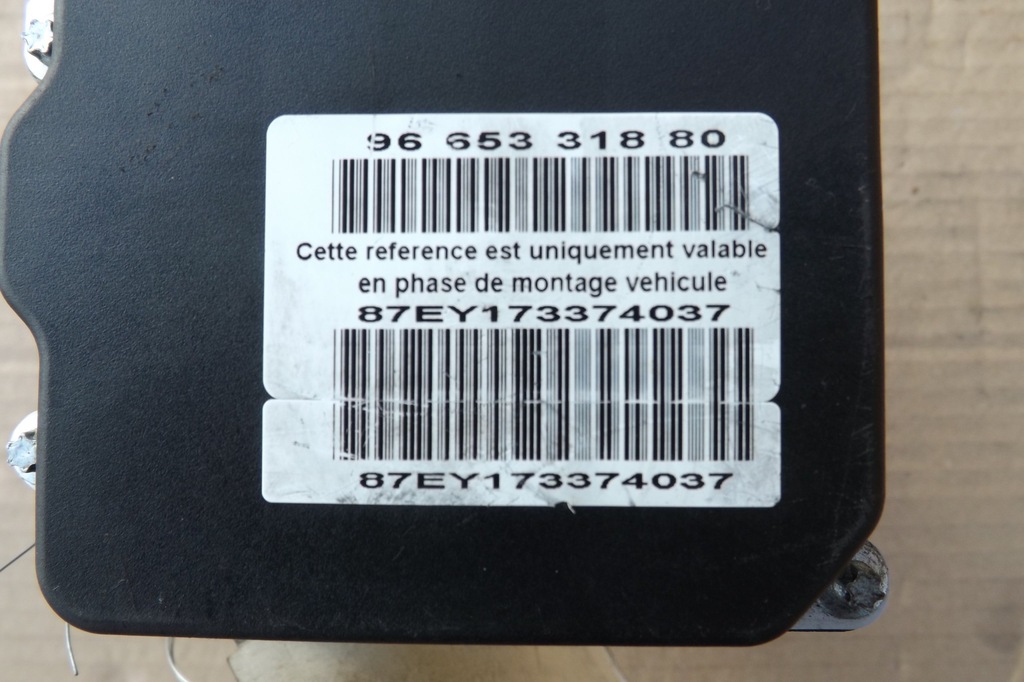 96 653 318 80
Cette reference est uniquement valable
en phase de montage vehicule
87EY173374037
87EY173374037